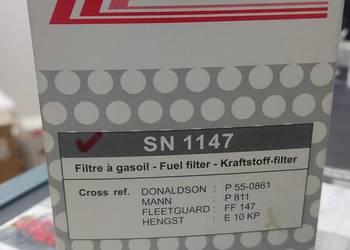 SN 1147
Filtre à gasoil - Fuel filter - Kraftstoff-filter
Cross ref. DONALDSON : P 55-0861
MANN : P 811
FLEETGUARD : FF 147
HENGST : E 10 KP